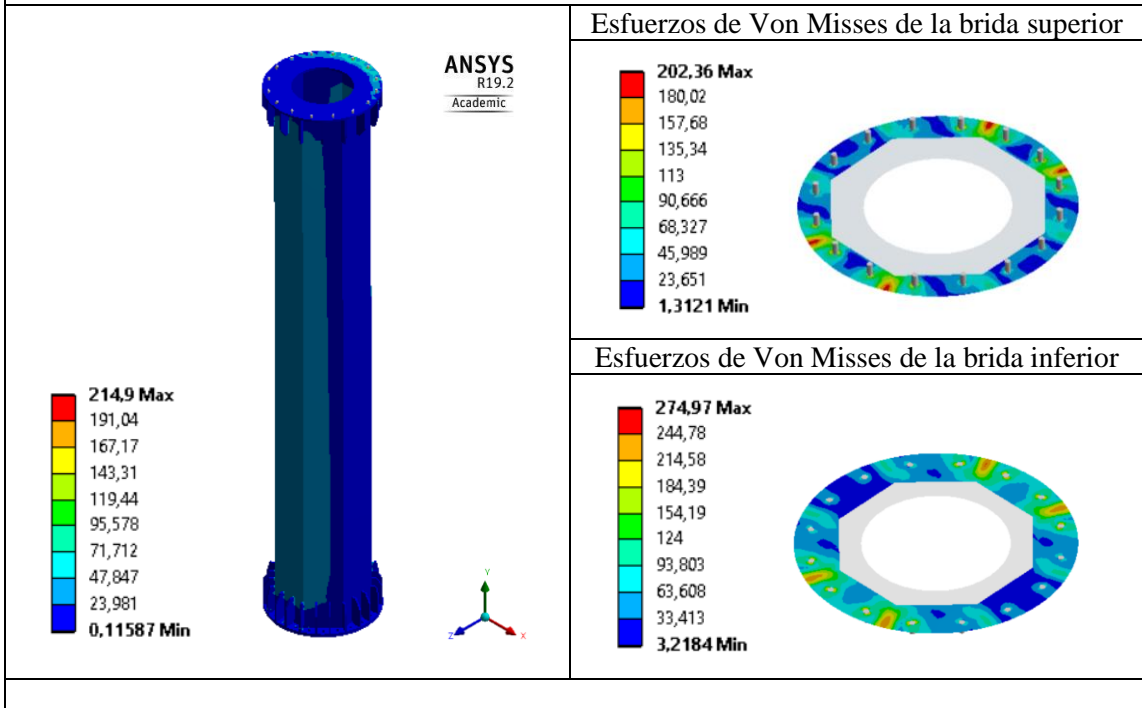 ANSYS
R19.2
Academic
214,9 Max
191,04
167,17
143,31
119,44
95,578
71,712
47,847
23,981
0,11587 Min
Y
Z
X
Esfuerzos de Von Misses de la brida superior
202,36 Max
180,02
157,68
135,34
113
90,666
68,327
45,989
23,651
1,3121 Min
Esfuerzos de Von Misses de la brida inferior
274,97 Max
244,78
214,58
184,39
154,19
124
93,803
63,608
33,413
3,2184 Min